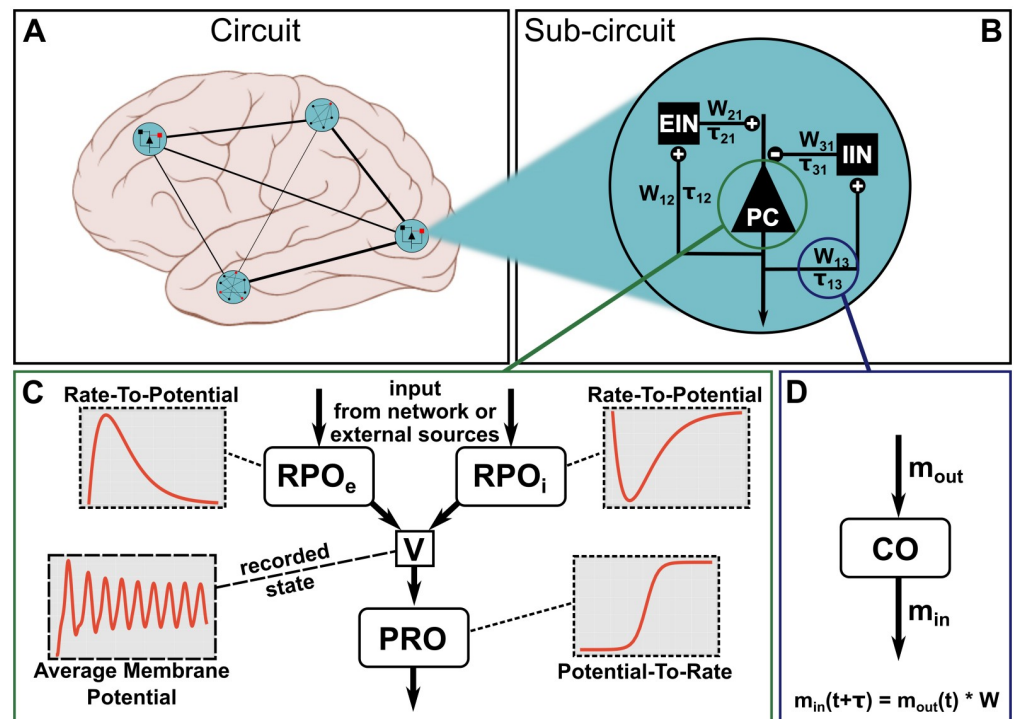 A
Circuit
Sub-circuit
B
EIN
W21
τ21
+
-
W31
τ31
IIN
+
+
W12
τ12
PC
W13
τ13
C
Rate-To-Potential
input
from network or
external sources
Rate-To-Potential
RPOe
RPOi
V
recorded
state
PRO
Average Membrane
Potential
Potential-To-Rate
D
mout
CO
min
min(t+τ) = mout(t) * W